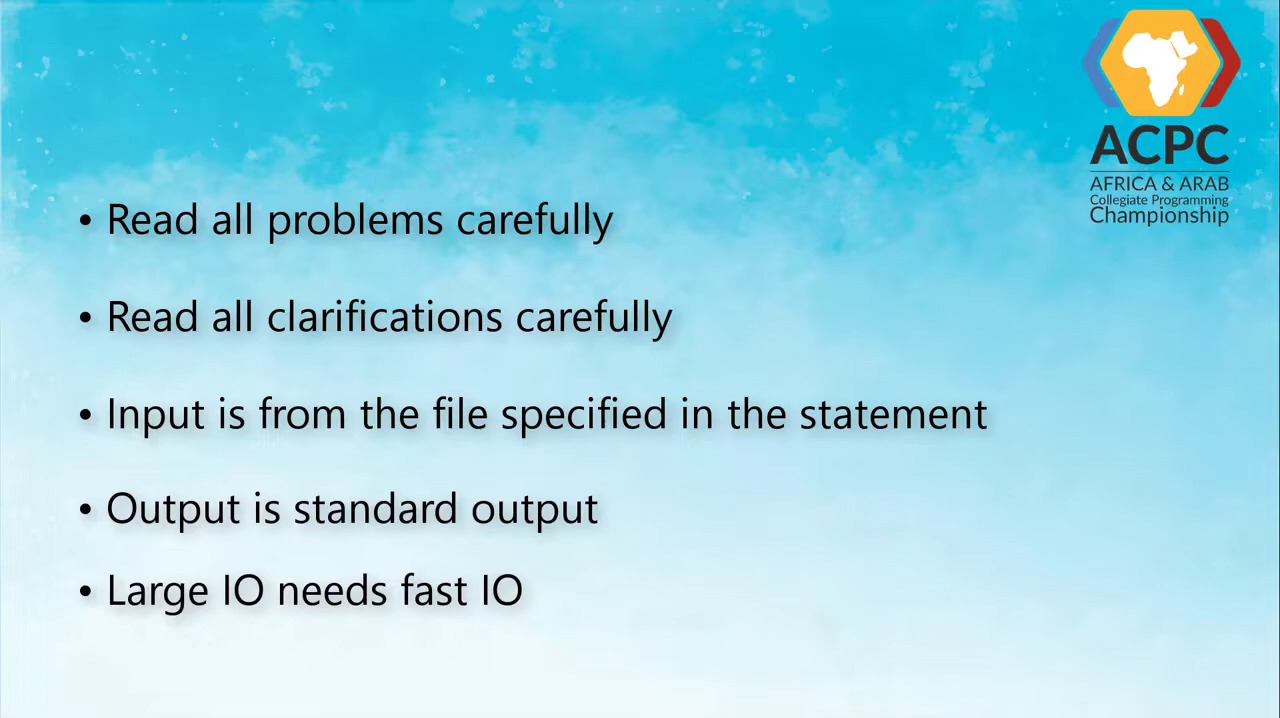 ACPC
AFRICA & ARAB
Collegiate Programming
Championship
• Read all problems carefully
• Read all clarifications carefully
• Input is from the file specified in the statement
• Output is standard output
• Large IO needs fast IO